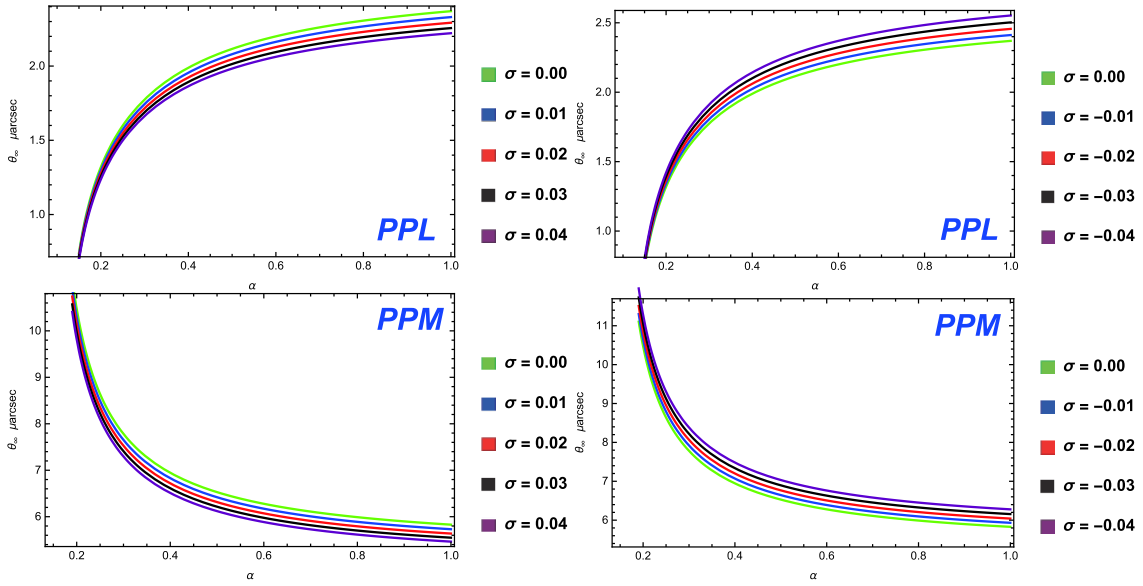 2.0
1.5
1.0
θ∞ μarcsec
0.2 0.4 0.6 0.8 1.0
α
PPL
σ = 0.00
σ = 0.01
σ = 0.02
σ = 0.03
σ = 0.04
2.5
2.0
1.5
1.0
θ∞ μarcsec
0.2 0.4 0.6 0.8 1.0
α
PPL
σ = 0.00
σ = −0.01
σ = −0.02
σ = −0.03
σ = −0.04
10
9
8
7
6
θ∞ μarcsec
0.2 0.4 0.6 0.8 1.0
α
PPM
σ = 0.00
σ = 0.01
σ = 0.02
σ = 0.03
σ = 0.04
11
10
9
8
7
6
θ∞ μarcsec
0.2 0.4 0.6 0.8 1.0
α
PPM
σ = 0.00
σ = −0.01
σ = −0.02
σ = −0.03
σ = −0.04